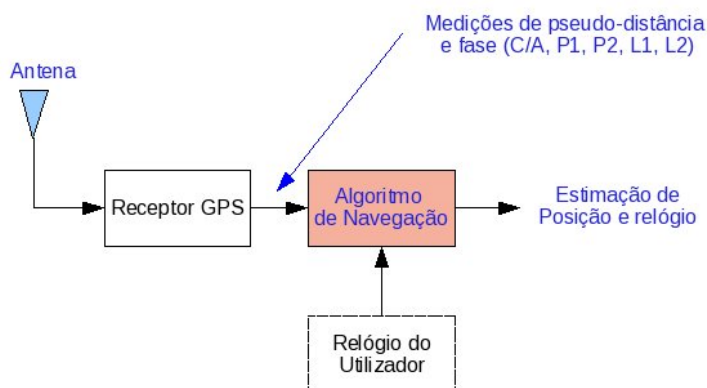 Medições de pseudo-distância
e fase (C/A, P1, P2, L1, L2)
Antena
Receptor GPS
Algoritmo
de Navegação
Estimação de
Posição e relógio
Relógio do
Utilizador